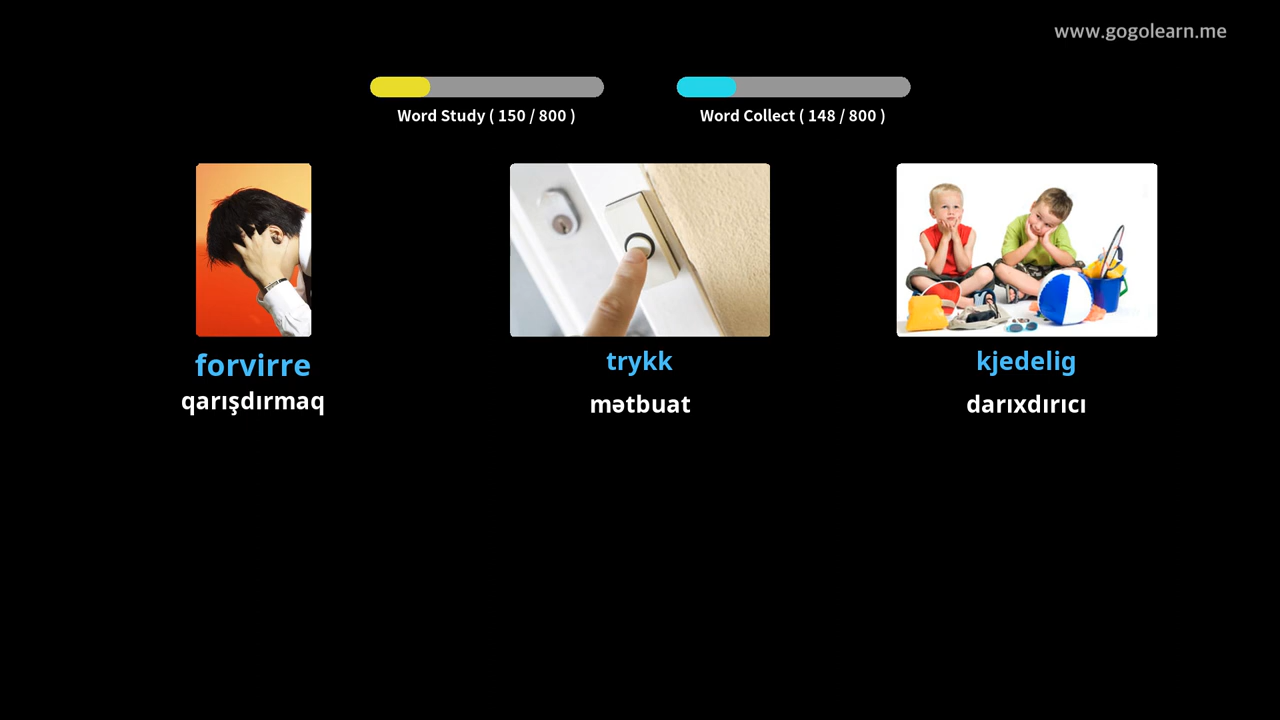 www.gogolearn.me
Word Study ( 150 / 800 )
Word Collect ( 148 / 800 )
forvirre
trykk
kjedelig
qarışdırmaq
mətbuat
darıxdırıcı